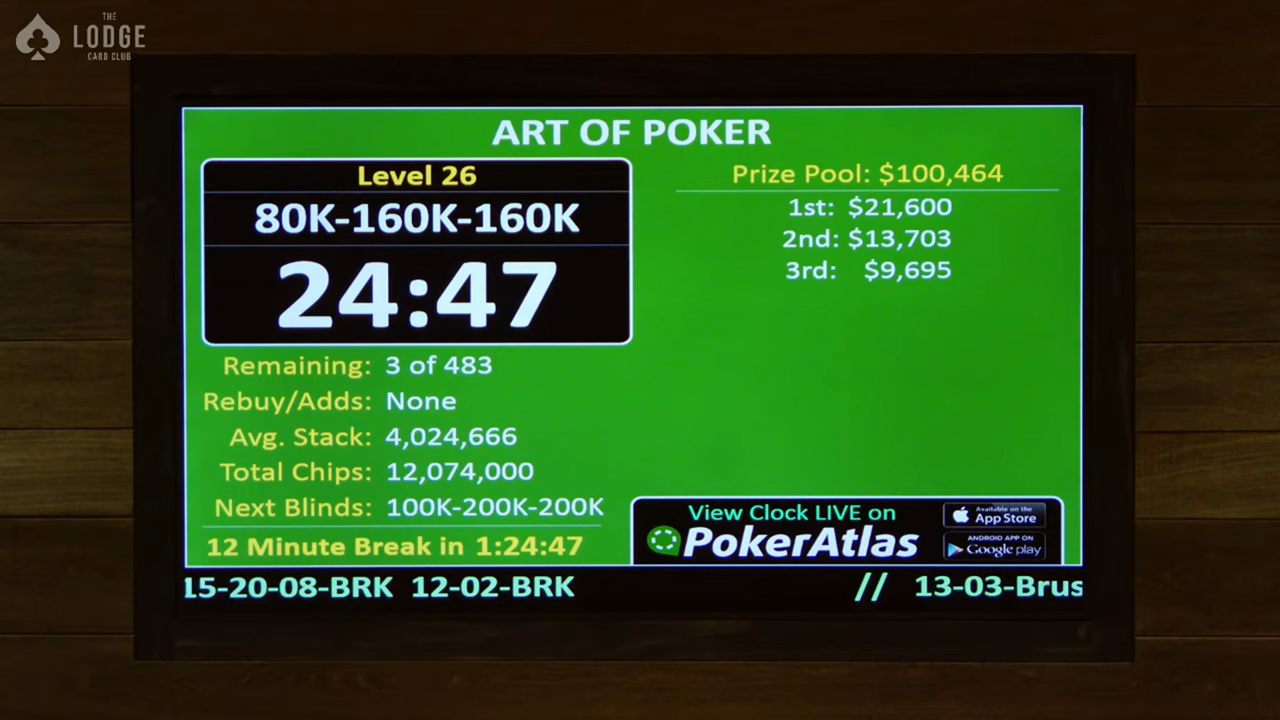 THE
LODGE
CARD CLUB
ART OF POKER
Level 26
80K-160K-160K
24:47
Remaining: 3 of 483
Rebuy/Adds: None
Avg. Stack: 4,024,666
Total Chips: 12,074,000
Next Blinds: 100K-200K-200K
12 Minute Break in 1:24:47
Prize Pool: $100,464
1st: $21,600
2nd: $13,703
3rd: $9,695
View Clock LIVE on
PokerAtlas
Available on the
App Store
ANDROID APP ON
Google play
15-20-08-BRK 12-02-BRK // 13-03-Brus